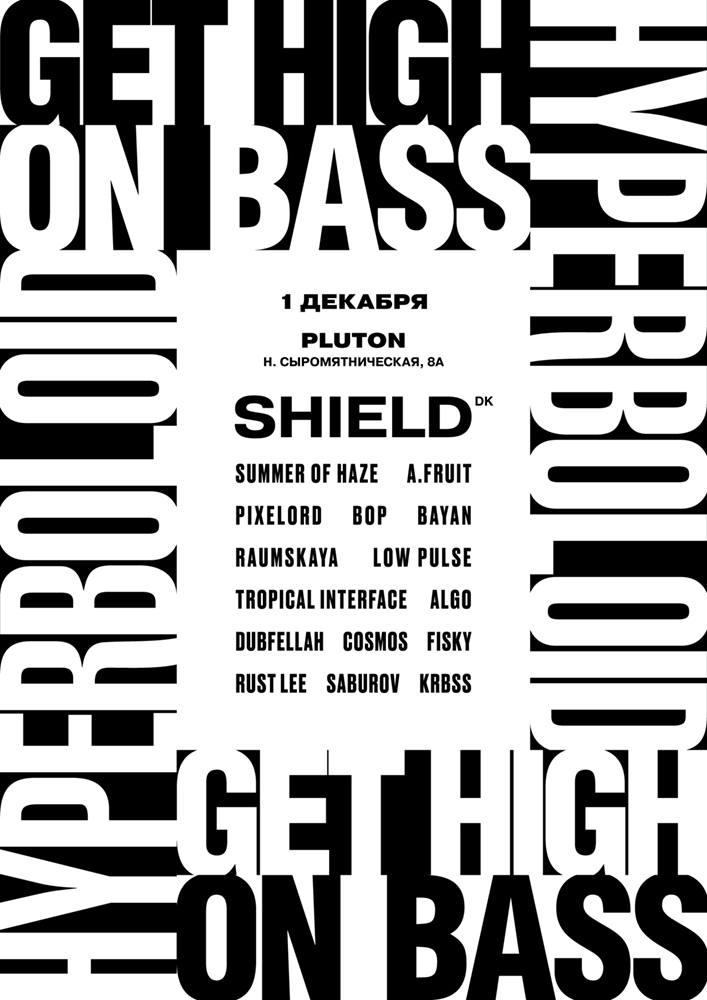 GET HIGH
ON BASS
HYPERBOLOID
HYPERBOLOID
1 ДЕКАБРЯ
PLUTON
Н. СЫРОМЯТНИЧЕСКАЯ, 8А
SHIELD DK
SUMMER OF HAZE A.FRUIT
PIXELORD BOP BAYAN
RAUMSKAYA LOW PULSE
TROPICAL INTERFACE ALGO
DUBFELLAH COSMOS FISKY
RUST LEE SABUROV KRBSS
GET HIGH
ON BASS